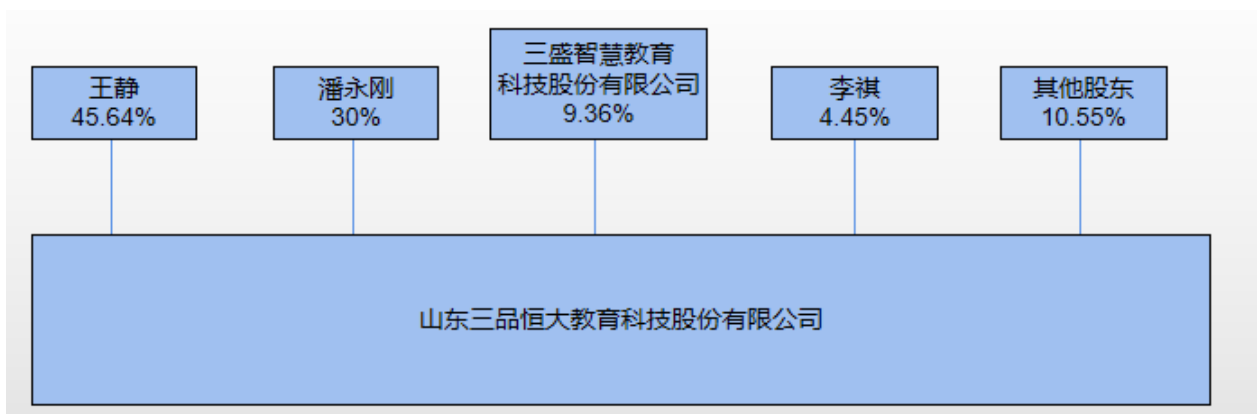 王静
45.64%
潘永刚
30%
三盛智慧教育
科技股份有限公司
9.36%
李祺
4.45%
其他股东
10.55%
山东三品恒大教育科技股份有限公司